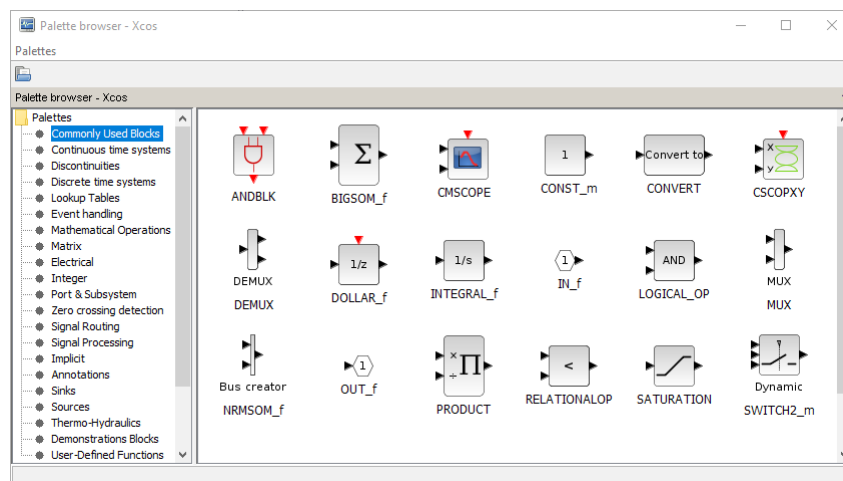 Palette browser - Xcos
Palettes
Palette browser - Xcos
Palettes
Commonly Used Blocks
Continuous time systems
Discontinuities
Discrete time systems
Lookup Tables
Event handling
Mathematical Operations
Matrix
Electrical
Integer
Port & Subsystem
Zero crossing detection
Signal Routing
Signal Processing
Implicit
Annotations
Sinks
Sources
Thermo-Hydraulics
Demonstrations Blocks
User-Defined Functions
Σ 1 Convert to X Y
ANDBLK BIGSOM_f CMSCOPE CONST_m CONVERT CSCOPXY
1/z 1/s 1 AND
DEMUX MUX
DEMUX DOLLAR_f INTEGRAL_f IN_f LOGICAL_OP MUX
1 × ÷ Π <
Bus creator Dynamic
NRMSOM_f OUT_f PRODUCT RELATIONALOP SATURATION SWITCH2_m